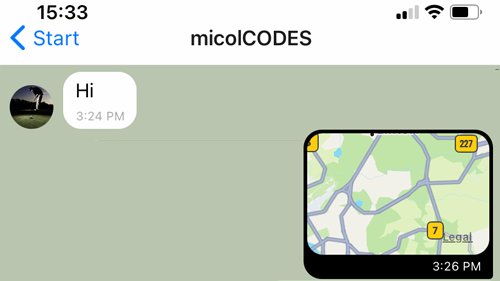 15:33
Start
micolCODES
Hi
3:24 PM
227
7
Legal
3:26 PM